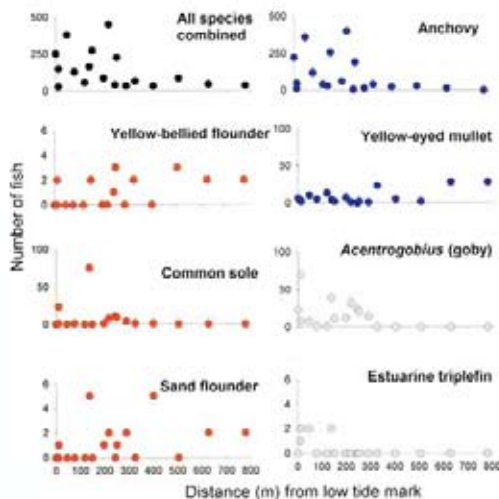 All species
combined
500
250
0
Anchovy
500
250
0
Yellow-bellied flounder
6
4
2
0
Yellow-eyed mullet
100
50
0
Number of fish
Common sole
100
50
0
Acentrogobius (goby)
100
50
0
Sand flounder
6
4
2
0
0 100 200 300 400 500 600 700 800
Estuarine triplefin
6
4
2
0
0 100 200 300 400 500 600 700 800
Distance (m) from low tide mark